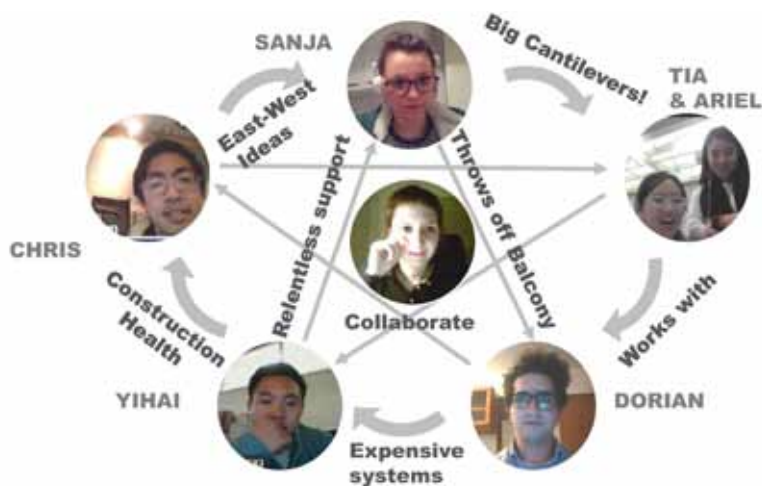 SANJA
Big Cantilevers!
TIA
& ARIEL
East-West
Ideas
CHRIS
Relentless support
Throws off Balcony
Collaborate
Construction
Health
Works with
YIHAI
DORIAN
Expensive
systems